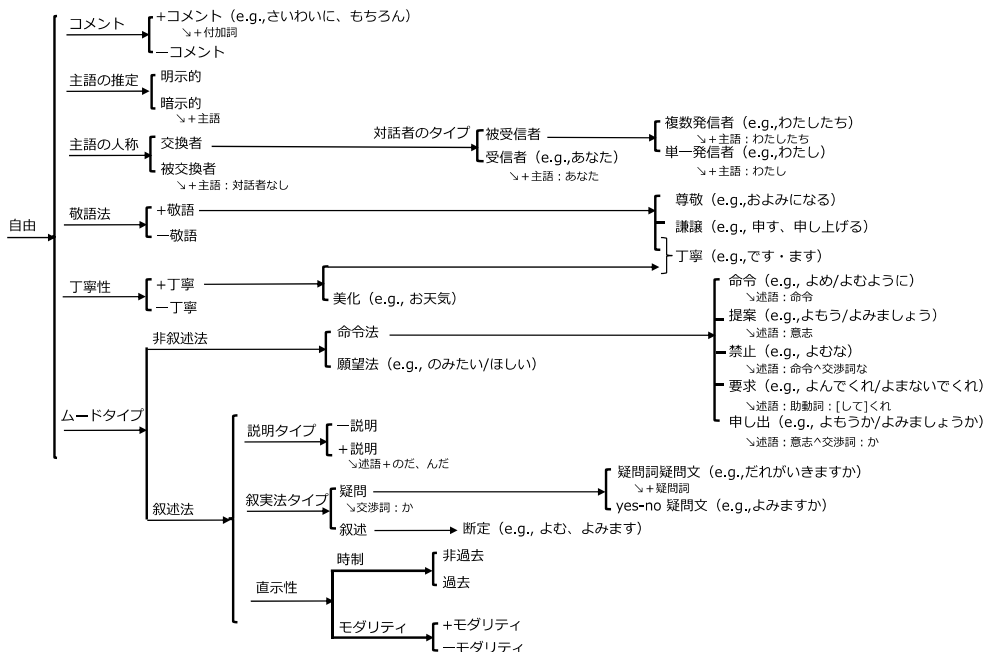 コメント
+コメント（e.g.,さいわいに、もちろん）
↘+付加詞
－コメント
主語の推定
明示的
暗示的
↘+主語
主語の人称
交換者
被交換者
↘+主語：対話者なし
対話者のタイプ
被受信者
受信者（e.g.,あなた）
↘+主語：あなた
複数発信者（e.g.,わたしたち）
↘+主語：わたしたち
単一発信者（e.g.,わたし）
↘+主語：わたし
自由
敬語法
+敬語
－敬語
尊敬（e.g.,およみになる）
謙譲（e.g., 申す、申し上げる）
丁寧（e.g.,です・ます）
丁寧性
+丁寧
－丁寧
美化（e.g., お天気）
ムードタイプ
非叙述法
命令法
願望法（e.g., のみたい/ほしい）
命令（e.g., よめ/よむように）
↘述語：命令
提案（e.g.,よもう/よみましょう）
↘述語：意志
禁止（e.g., よむな）
↘述語：命令^交渉詞な
要求（e.g., よんでくれ/よまないでくれ）
↘述語：助動詞：[して]くれ
申し出（e.g., よもうか/よみましょうか）
↘述語：意志^交渉詞：か
叙述法
説明タイプ
－説明
+説明
↘述語+のだ、んだ
叙実法タイプ
疑問
↘交渉詞：か
叙述
疑問詞疑問文（e.g.,だれがいきますか）
↘+疑問詞
yes-no 疑問文（e.g.,よみますか）
断定（e.g., よむ、よみます）
直示性
時制
非過去
過去
モダリティ
+モダリティ
－モダリティ